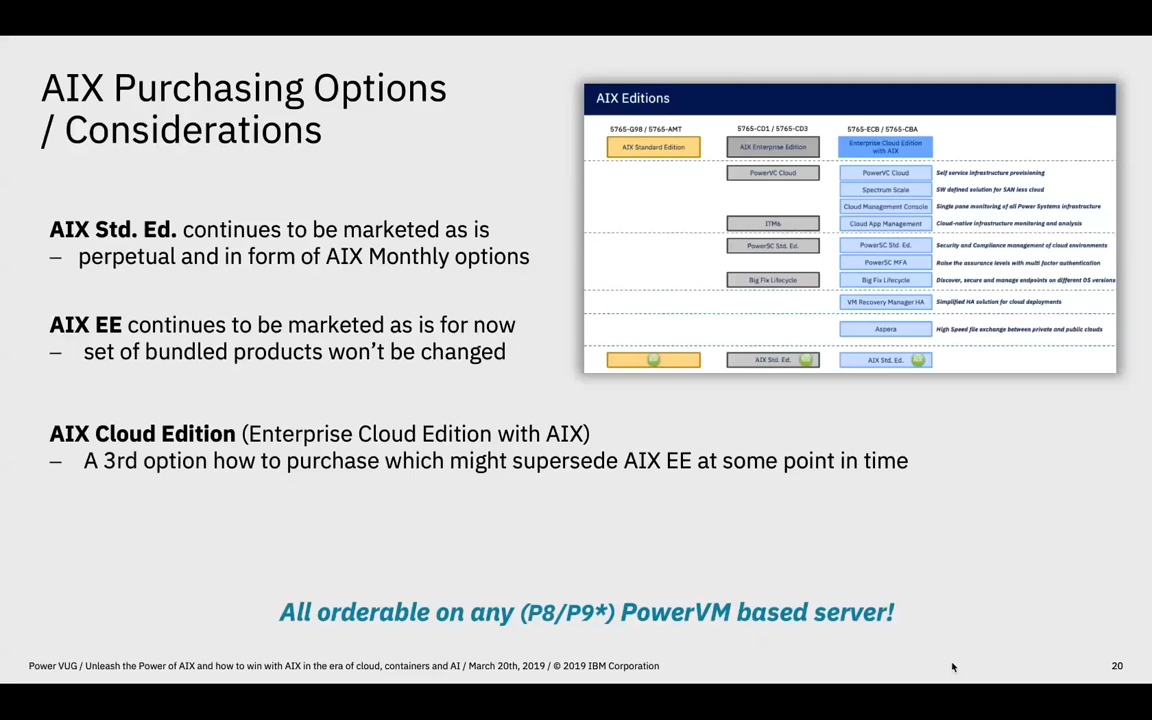 AIX Purchasing Options
/ Considerations
AIX Std. Ed. continues to be marketed as is
– perpetual and in form of AIX Monthly options
AIX EE continues to be marketed as is for now
– set of bundled products won't be changed
AIX Cloud Edition (Enterprise Cloud Edition with AIX)
– A 3rd option how to purchase which might supersede AIX EE at some point in time
AIX Editions
5765-G98 / 5765-AMT 5765-CD1 / 5765-CD3 5765-ECB / 5765-CBA
AIX Standard Edition AIX Enterprise Edition Enterprise Cloud Edition
with AIX
PowerVC Cloud PowerVC Cloud Self service infrastructure provisioning
Spectrum Scale SW defined solution for SAN less cloud
Cloud Management Console Single pane monitoring of all Power Systems infrastructure
ITM6 Cloud App Management Cloud-native infrastructure monitoring and analysis
PowerSC Std. Ed. PowerSC Std. Ed. Security and Compliance management of cloud environments
PowerSC MFA Raise the assurance levels with multi factor authentication
Big Fix Lifecycle Big Fix Lifecycle Discover, secure and manage endpoints on different OS versions
VM Recovery Manager HA Simplified HA solution for cloud deployments
Aspera High Speed file exchange between private and public clouds
AIX Std. Ed. AIX Std. Ed.
All orderable on any (P8/P9*) PowerVM based server!
Power VUG / Unleash the Power of AIX and how to win with AIX in the era of cloud, containers and AI / March 20th, 2019 / © 2019 IBM Corporation
20